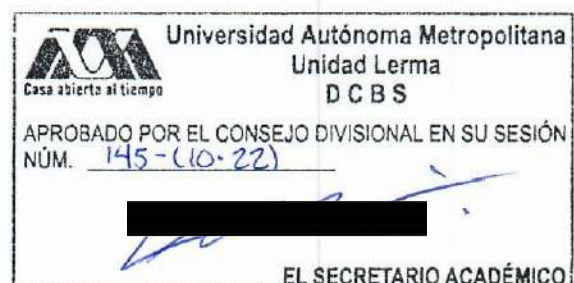 Universidad Autónoma Metropolitana
Unidad Lerma
Casa abierta al tiempo
D C B S
APROBADO POR EL CONSEJO DIVISIONAL EN SU SESIÓN
NÚM. 145-(10-22)
EL SECRETARIO ACADÉMICO